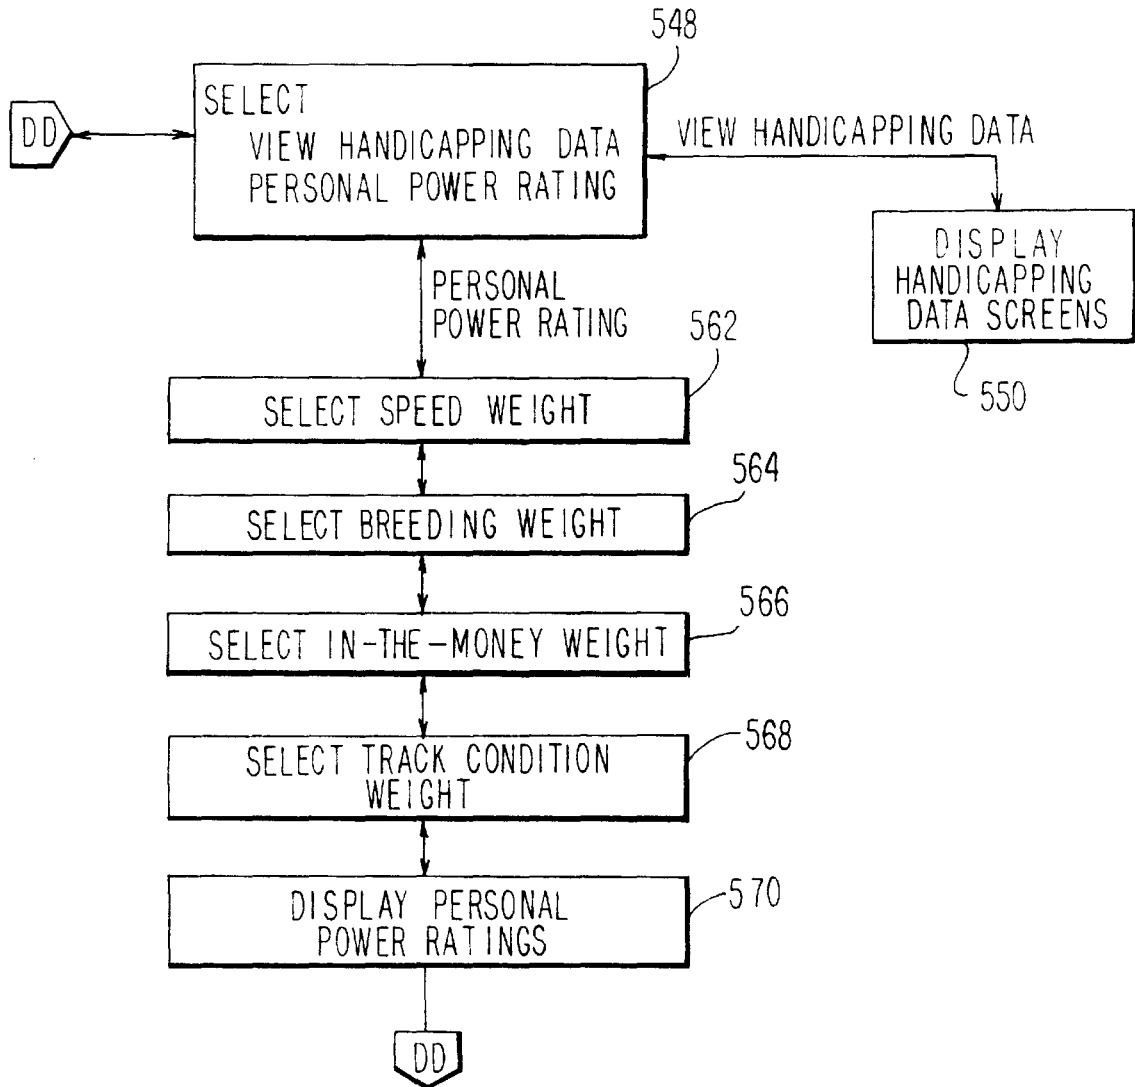 548
DD
SELECT
VIEW HANDICAPPING DATA
PERSONAL POWER RATING
VIEW HANDICAPPING DATA
DISPLAY
HANDICAPPING
DATA SCREENS
550
PERSONAL
POWER RATING
562
SELECT SPEED WEIGHT
564
SELECT BREEDING WEIGHT
566
SELECT IN-THE-MONEY WEIGHT
568
SELECT TRACK CONDITION
WEIGHT
570
DISPLAY PERSONAL
POWER RATINGS
DD